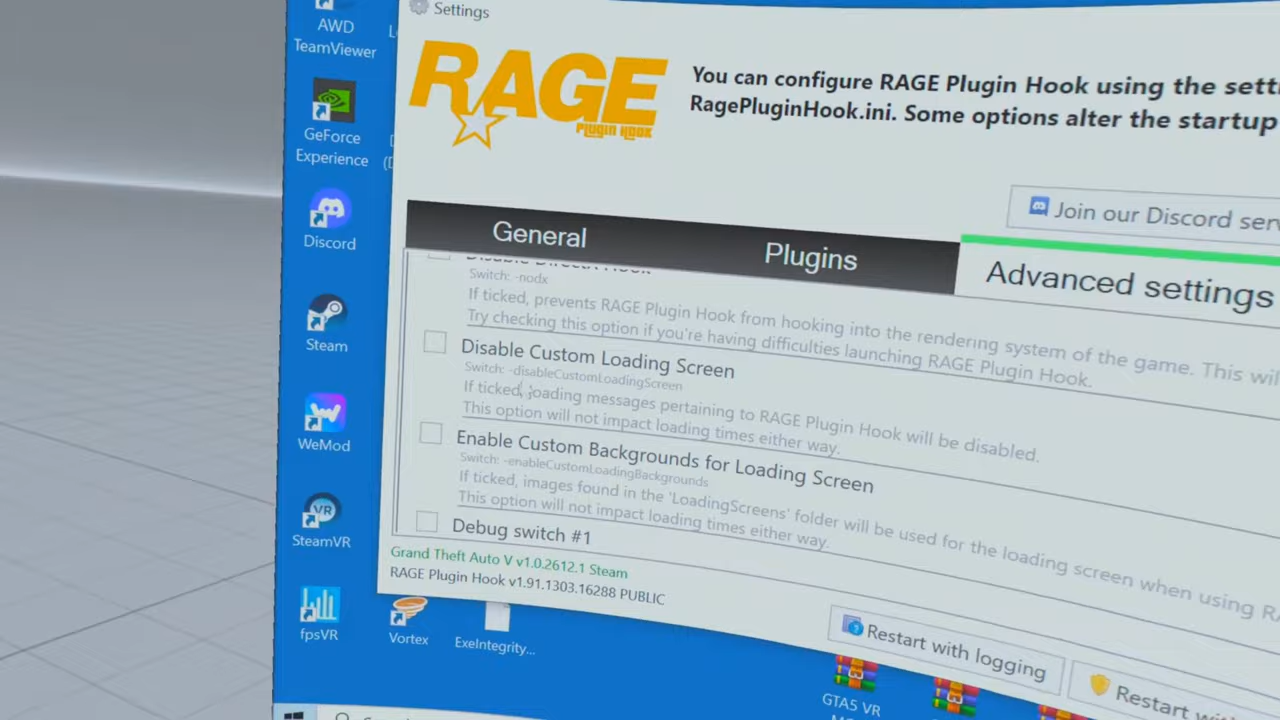 AWD
TeamViewer
GeForce
Experience
Discord
Steam
WeMod
VR
SteamVR
fpsVR
Vortex
ExeIntegrity...
Settings
RAGE
PLUGIN HOOK
You can configure RAGE Plugin Hook using the
RagePluginHook.ini. Some options alter the startup
Join our Discord
General
Plugins
Advanced settings
Disable DirectX Hook
Switch: -nodx
If ticked, prevents RAGE Plugin Hook from hooking into the rendering system of the game. This will
Try checking this option if you're having difficulties launching RAGE Plugin Hook.
Disable Custom Loading Screen
Switch: -disableCustomLoadingScreen
If ticked, loading messages pertaining to RAGE Plugin Hook will be disabled.
This option will not impact loading times either way.
Enable Custom Backgrounds for Loading Screen
Switch: -enableCustomLoadingBackgrounds
If ticked, images found in the 'LoadingScreens' folder will be used for the loading screen when using
This option will not impact loading times either way.
Debug switch #1
Grand Theft Auto V v1.0.2612.1 Steam
RAGE Plugin Hook v1.91.1303.16288 PUBLIC
Restart with logging
Restart
GTA5 VR